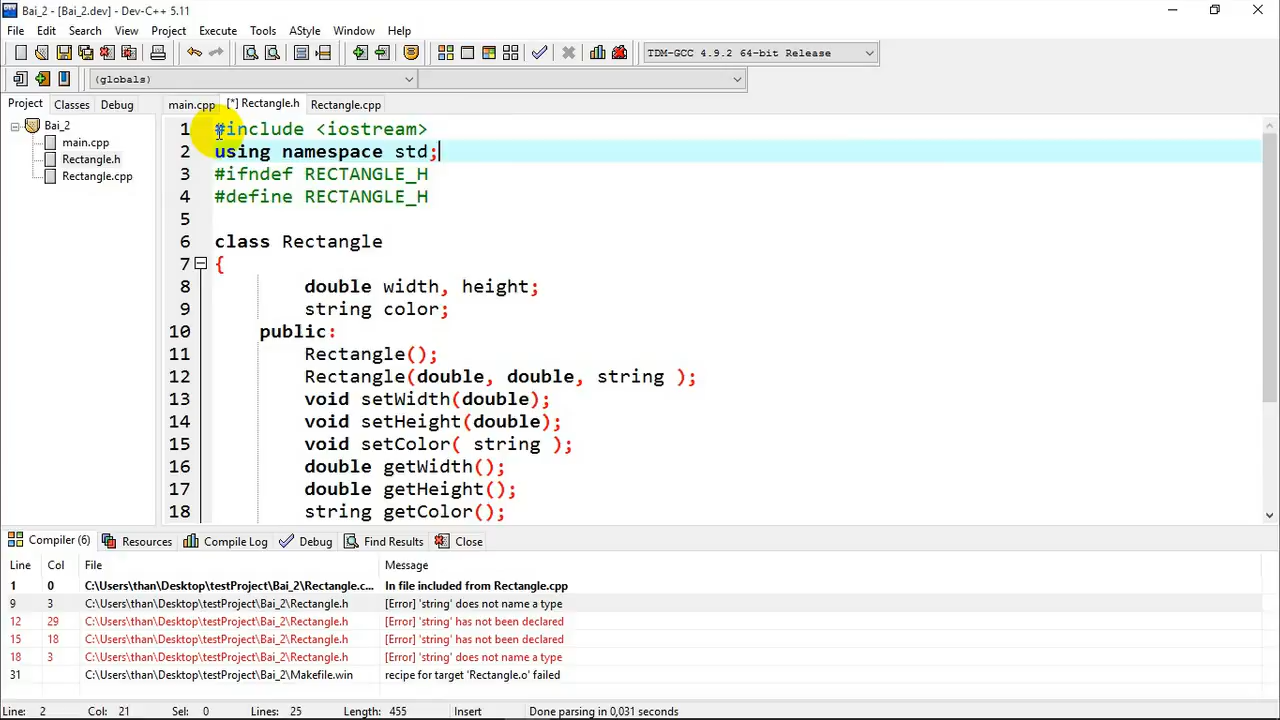 Bai_2 - [Bai_2.dev] - Dev-C++ 5.11
File Edit Search View Project Execute Tools AStyle Window Help
TDM-GCC 4.9.2 64-bit Release
(globals)
Project Classes Debug main.cpp [*] Rectangle.h Rectangle.cpp
Bai_2
main.cpp
Rectangle.h
Rectangle.cpp
1 #include <iostream>
2 using namespace std;
3 #ifndef RECTANGLE_H
4 #define RECTANGLE_H
5
6 class Rectangle
7 {
8 double width, height;
9 string color;
10 public:
11 Rectangle();
12 Rectangle(double, double, string );
13 void setWidth(double);
14 void setHeight(double);
15 void setColor( string );
16 double getWidth();
17 double getHeight();
18 string getColor();
Compiler (6) Resources Compile Log Debug Find Results Close
Line Col File Message
1 0 C:\Users\than\Desktop\testProject\Bai_2\Rectangle.c... In file included from Rectangle.cpp
9 3 C:\Users\than\Desktop\testProject\Bai_2\Rectangle.h [Error] 'string' does not name a type
12 29 C:\Users\than\Desktop\testProject\Bai_2\Rectangle.h [Error] 'string' has not been declared
15 18 C:\Users\than\Desktop\testProject\Bai_2\Rectangle.h [Error] 'string' has not been declared
18 3 C:\Users\than\Desktop\testProject\Bai_2\Rectangle.h [Error] 'string' does not name a type
31 C:\Users\than\Desktop\testProject\Bai_2\Makefile.win recipe for target 'Rectangle.o' failed
Line: 2 Col: 21 Sel: 0 Lines: 25 Length: 455 Insert Done parsing in 0,031 seconds